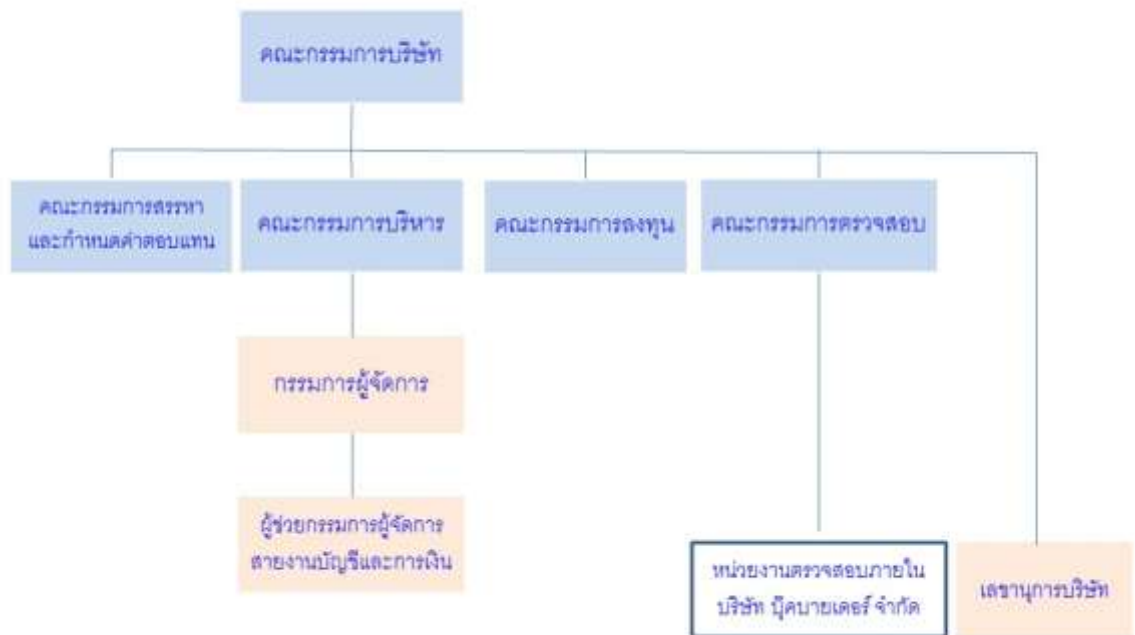 คณะกรรมการบริษัท
คณะกรรมการสรรหา
และกำหนดค่าตอบแทน
คณะกรรมการบริหาร
คณะกรรมการลงทุน
คณะกรรมการตรวจสอบ
กรรมการผู้จัดการ
ผู้ช่วยกรรมการผู้จัดการ
สายงานบัญชีและการเงิน
หน่วยงานตรวจสอบภายใน
บริษัท บุ๊คบายเดอร์ จำกัด
เลขานุการบริษัท